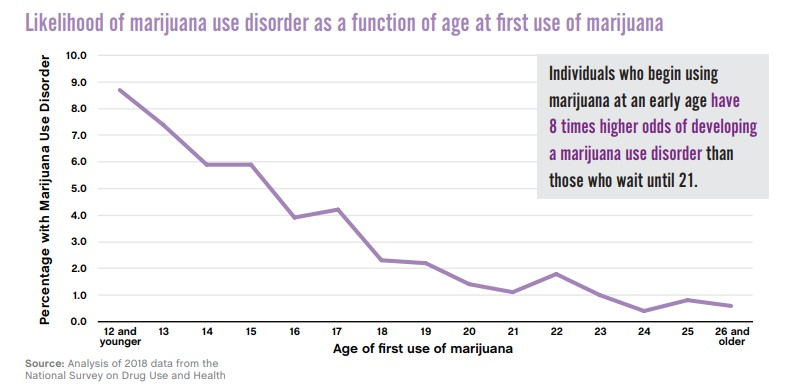 Likelihood of marijuana use disorder as a function of age at first use of marijuana
Percentage with Marijuana Use Disorder
10.0
9.0
8.0
7.0
6.0
5.0
4.0
3.0
2.0
1.0
0.0
Individuals who begin using
marijuana at an early age have
8 times higher odds of developing
a marijuana use disorder than
those who wait until 21.
12 and younger 13 14 15 16 17 18 19 20 21 22 23 24 25 26 and older
Age of first use of marijuana
Source: Analysis of 2018 data from the
National Survey on Drug Use and Health